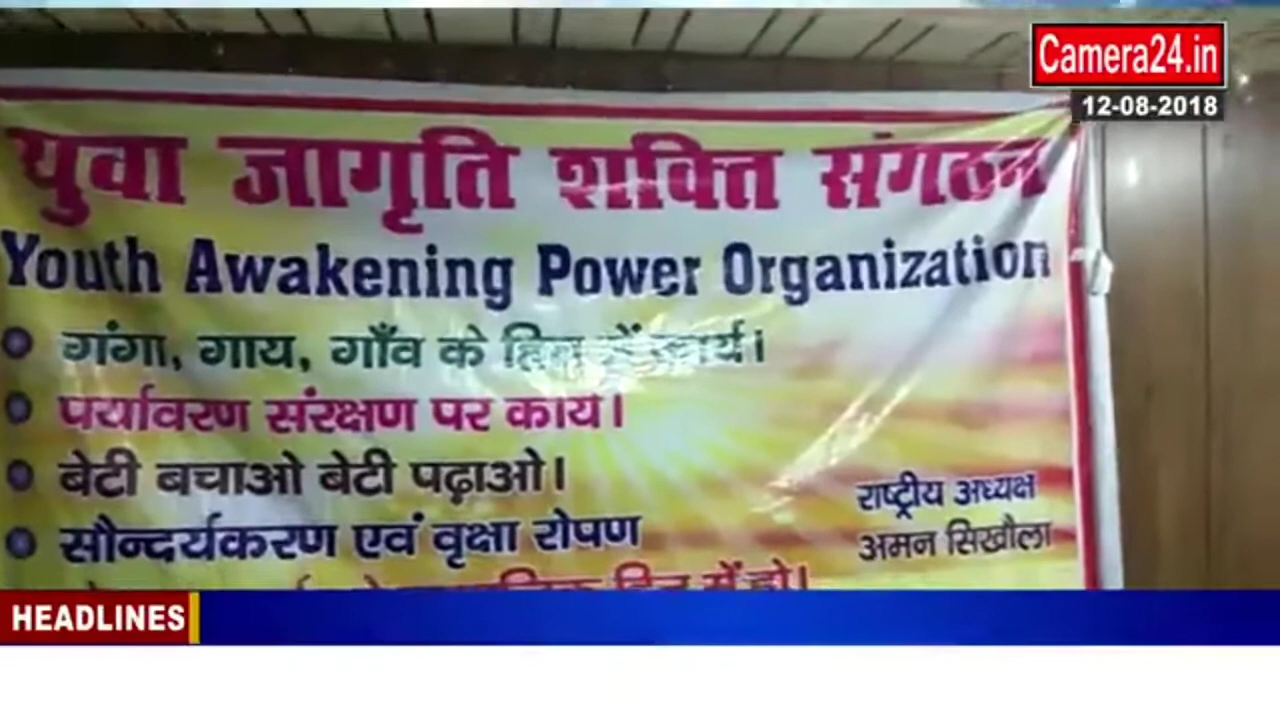 Camera24.in
12-08-2018
युवा जागृति शक्ति संगठन
Youth Awakening Power Organization
गंगा, गाय, गाँव के हित में कार्य।
पर्यावरण संरक्षण पर कार्य।
बेटी बचाओ बेटी पढ़ाओ।
सौन्दर्यकरण एवं वृक्षा रोपण
राष्ट्रीय अध्यक्ष
अमन सिखौला
हित में हो।
HEADLINES